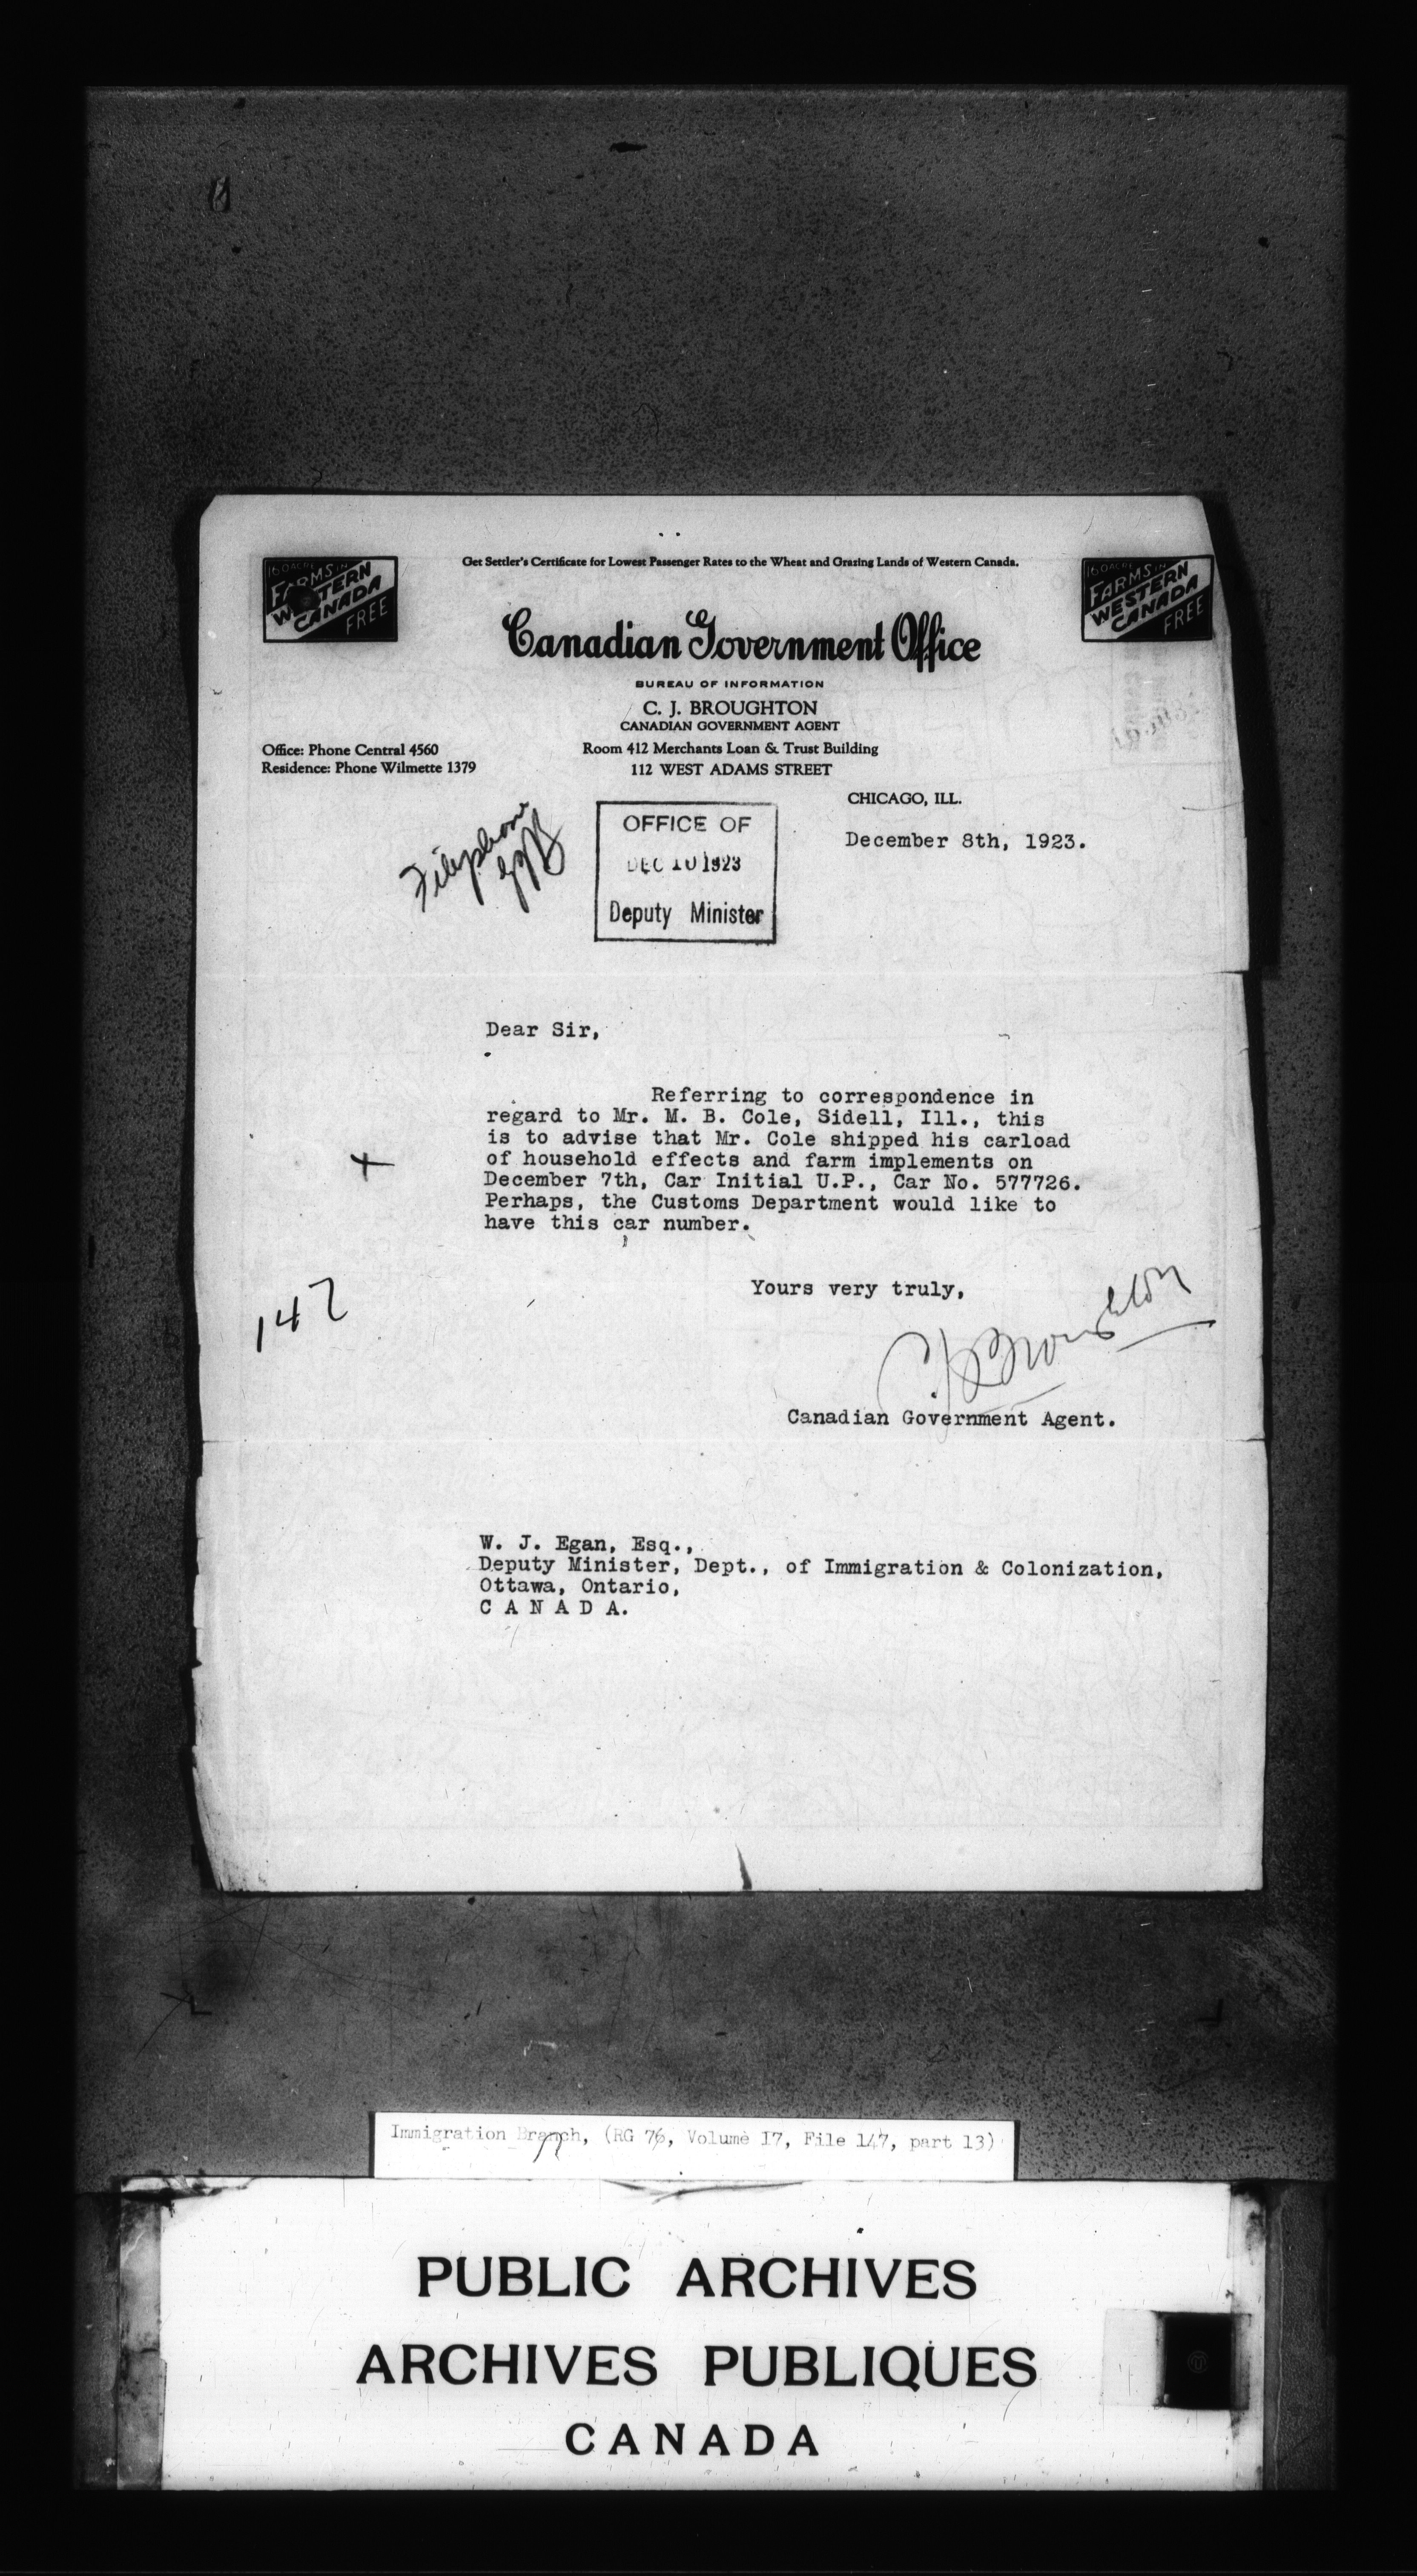 Get Settler's Certificate for Lowest Passenger Rates to the Wheat and Grazing Lands of Western Canada.
160 ACRE
FARMS IN
WESTERN
CANADA
FREE
160 ACRE
FARMS IN
WESTERN
CANADA
FREE
Canadian Government Office
BUREAU OF INFORMATION
C. J. BROUGHTON
CANADIAN GOVERNMENT AGENT
Office: Phone Central 4560
Room 412 Merchants Loan & Trust Building
Residence: Phone Wilmette 1379
112 WEST ADAMS STREET
CHICAGO, ILL.
December 8th, 1923.
OFFICE OF
DEC 10 1923
Deputy Minister
Dear Sir,
Referring to correspondence in
regard to Mr. M. B. Cole, Sidell, Ill., this
is to advise that Mr. Cole shipped his carload
of household effects and farm implements on
December 7th, Car Initial U.P., Car No. 577726.
Perhaps, the Customs Department would like to
have this car number.
147
Yours very truly,
C J Broughton
Canadian Government Agent.
W. J. Egan, Esq.,
Deputy Minister, Dept., of Immigration & Colonization,
Ottawa, Ontario,
C A N A D A.
Immigration Branch, (RG 76, Volume 17, File 147, part 13)
PUBLIC ARCHIVES
ARCHIVES PUBLIQUES
CANADA